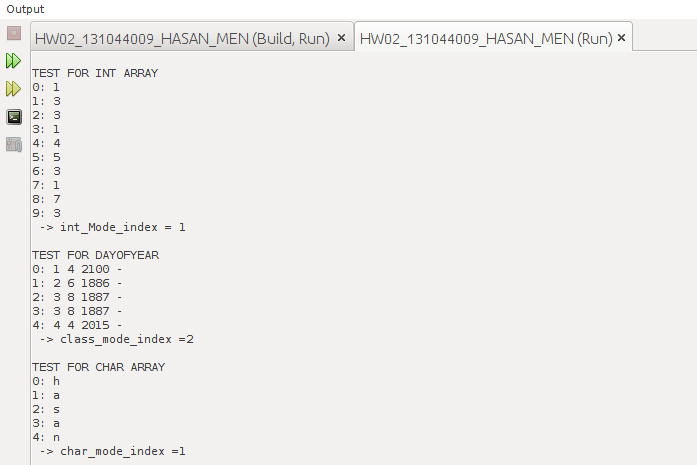 Output
HW02_131044009_HASAN_MEN (Build, Run) ×
HW02_131044009_HASAN_MEN (Run) ×
TEST FOR INT ARRAY
0: 1
1: 3
2: 3
3: 1
4: 4
5: 5
6: 3
7: 1
8: 7
9: 3
-> int_Mode_index = 1
TEST FOR DAYOFYEAR
0: 1 4 2100 -
1: 2 6 1886 -
2: 3 8 1887 -
3: 3 8 1887 -
4: 4 4 2015 -
-> class_mode_index =2
TEST FOR CHAR ARRAY
0: h
1: a
2: s
3: a
4: n
-> char_mode_index =1